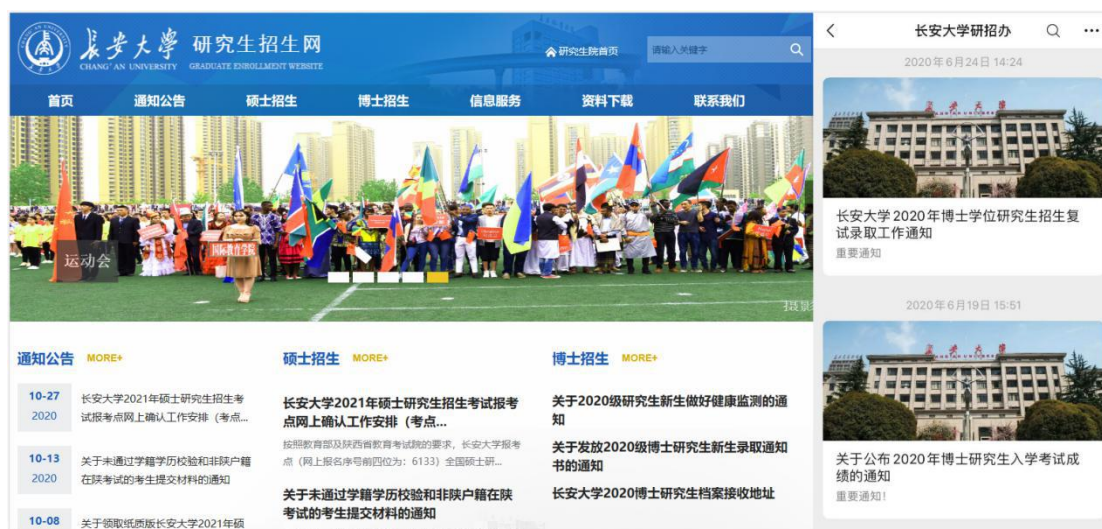 长安大学 研究生招生网
CHANG'AN UNIVERSITY GRADUATE ENROLLMENT WEBSITE
研究生院首页
请输入关键字
首页 通知公告 硕士招生 博士招生 信息服务 资料下载 联系我们
国际教育学院
运动会
通知公告 MORE+
10-27
2020
长安大学2021年硕士研究生招生考
试报考点网上确认工作安排（考点...
10-13
2020
关于未通过学籍学历校验和非陕户籍
在陕考试的考生提交材料的通知
10-08
关于领取纸质版长安大学2021年硕
硕士招生 MORE+
长安大学2021年硕士研究生招生考试报考
点网上确认工作安排（考点...
按照教育部及陕西省教育考试院的要求，长安大学报考
点（网上报名序号前四位为：6133）全国硕士研...
关于未通过学籍学历校验和非陕户籍在陕
考试的考生提交材料的通知
博士招生 MORE+
关于2020级研究生新生做好健康监测的通
知
关于发放2020级博士研究生新生录取通知
书的通知
长安大学2020博士研究生档案接收地址
长安大学研招办
2020年6月24日 14:24
长安大学
长安大学2020年博士学位研究生招生复
试录取工作通知
重要通知
2020年6月19日 15:51
长安大学
关于公布2020年博士研究生入学考试成
绩的通知
重要通知！